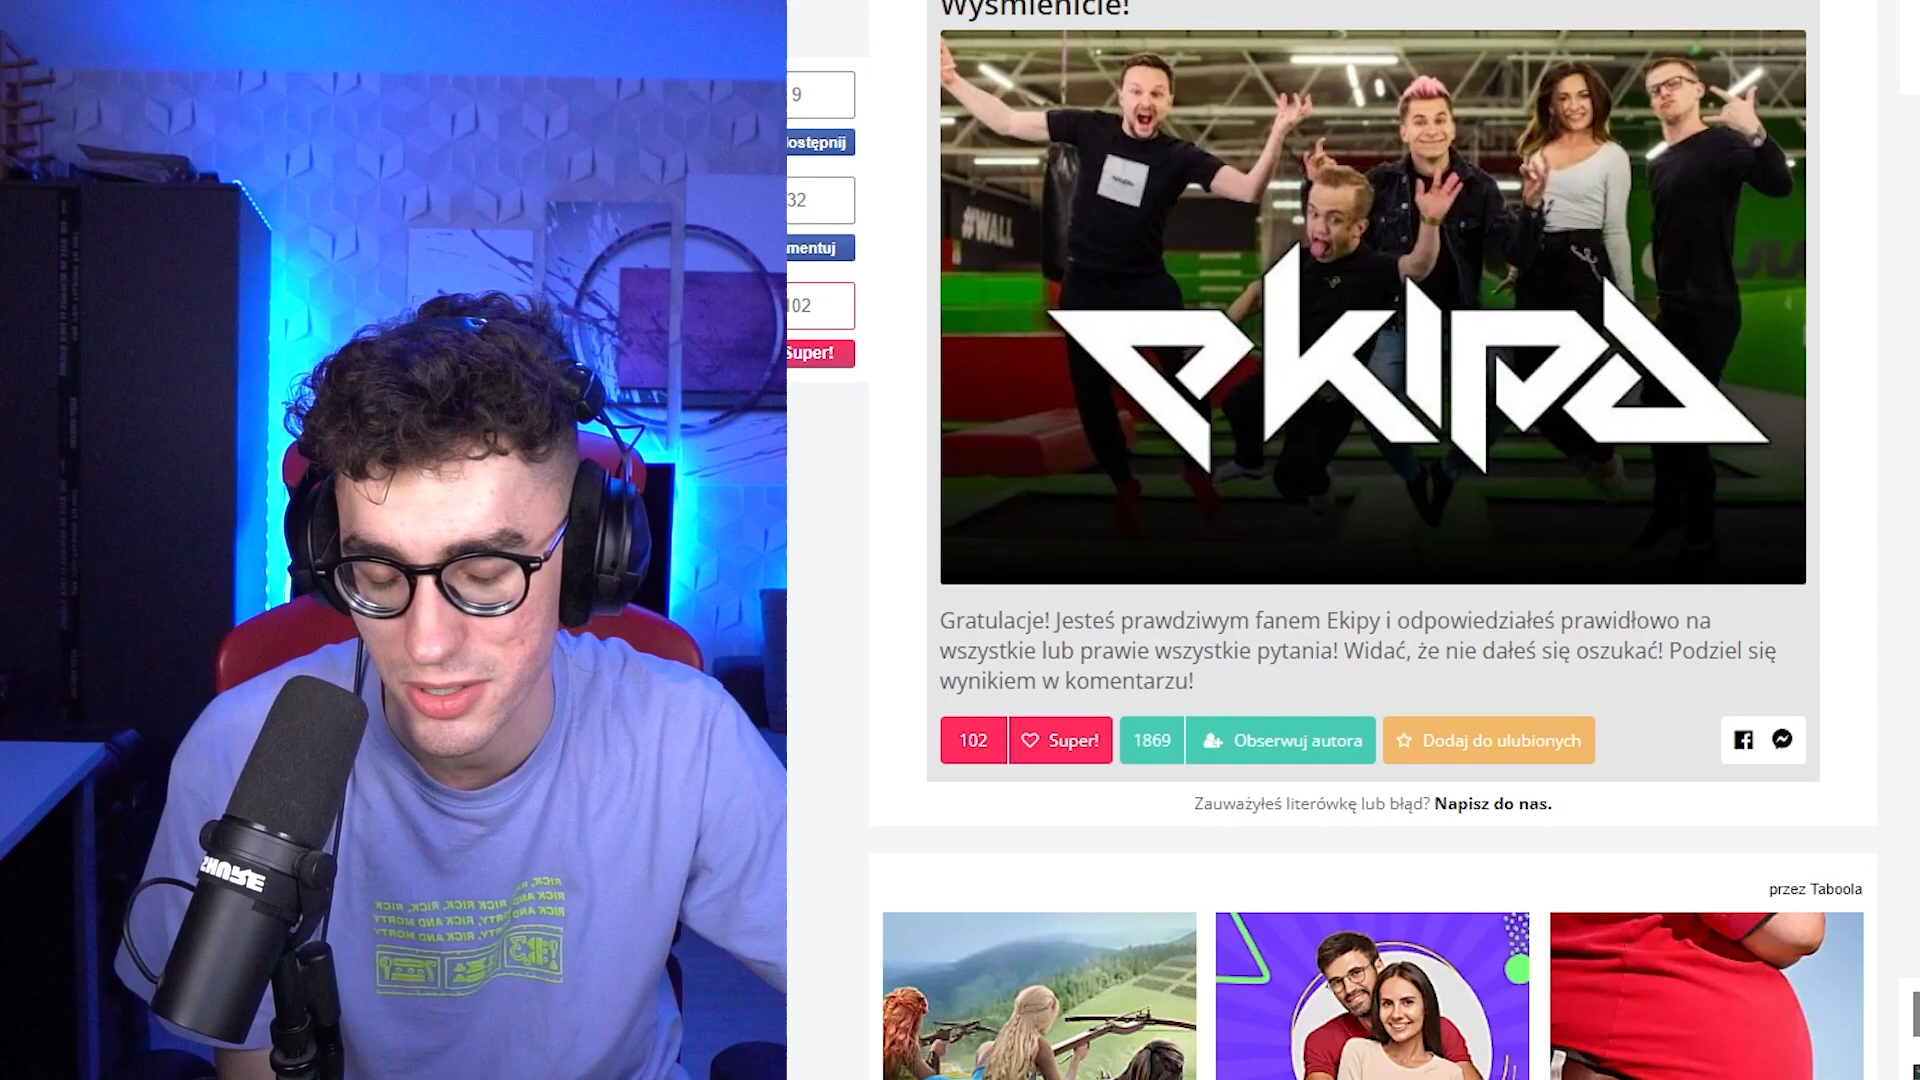 Wyśmienicie!
9
32
mentuj
102
Super!
#WALL
ekipa
Gratulacje! Jesteś prawdziwym fanem Ekipy i odpowiedziałeś prawidłowo na
wszystkie lub prawie wszystkie pytania! Widać, że nie dałeś się oszukać! Podziel się
wynikiem w komentarzu!
102 Super! 1869 Obserwuj autora Dodaj do ulubionych
Zauważyłeś literówkę lub błąd? Napisz do nas.
przez Taboola
SHURE
RICK, RICK
RICK AND MORTY